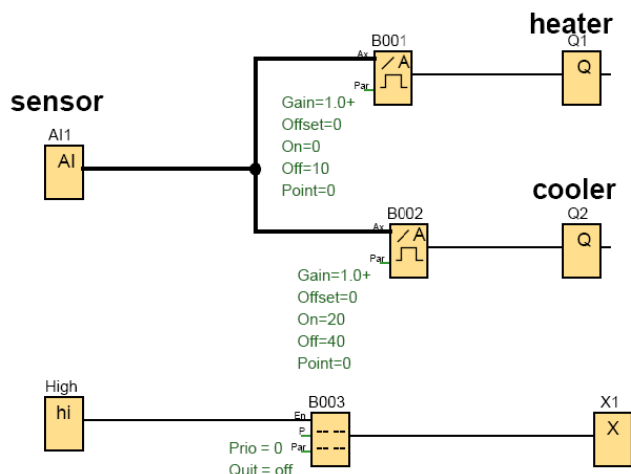 heater
B001
Q1
Ax
A
Q
Par
sensor
Gain=1.0+
Offset=0
On=0
Off=10
Point=0
AI1
AI
cooler
B002
Q2
Ax
A
Q
Par
Gain=1.0+
Offset=0
On=20
Off=40
Point=0
High
hi
B003
X1
En
P
Par
X
Prio = 0
Quit = off